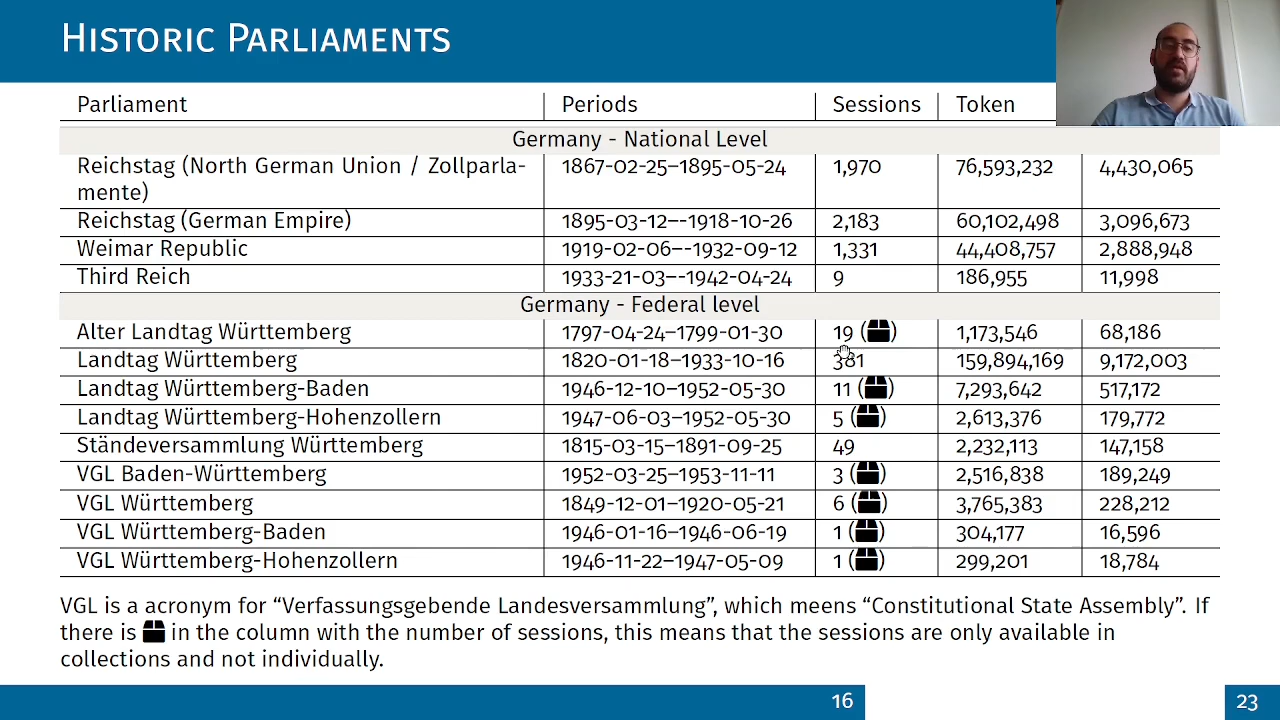 HISTORIC PARLIAMENTS
Parliament Periods Sessions Token
Germany - National Level
Reichstag (North German Union / Zollparla-
mente) 1867-02-25–1895-05-24 1,970 76,593,232 4,430,065
Reichstag (German Empire) 1895-03-12–-1918-10-26 2,183 60,102,498 3,096,673
Weimar Republic 1919-02-06–-1932-09-12 1,331 44,408,757 2,888,948
Third Reich 1933-21-03–-1942-04-24 9 186,955 11,998
Germany - Federal level
Alter Landtag Württemberg 1797-04-24–1799-01-30 19 () 1,173,546 68,186
Landtag Württemberg 1820-01-18–1933-10-16 381 159,894,169 9,172,003
Landtag Württemberg-Baden 1946-12-10–1952-05-30 11 () 7,293,642 517,172
Landtag Württemberg-Hohenzollern 1947-06-03–1952-05-30 5 () 2,613,376 179,772
Ständeversammlung Württemberg 1815-03-15–1891-09-25 49 2,232,113 147,158
VGL Baden-Württemberg 1952-03-25–1953-11-11 3 () 2,516,838 189,249
VGL Württemberg 1849-12-01–1920-05-21 6 () 3,765,383 228,212
VGL Württemberg-Baden 1946-01-16–1946-06-19 1 () 304,177 16,596
VGL Württemberg-Hohenzollern 1946-11-22–1947-05-09 1 () 299,201 18,784
VGL is a acronym for “Verfassungsgebende Landesversammlung”, which meens “Constitutional State Assembly”. If
there is in the column with the number of sessions, this means that the sessions are only available in
collections and not individually.
16 23